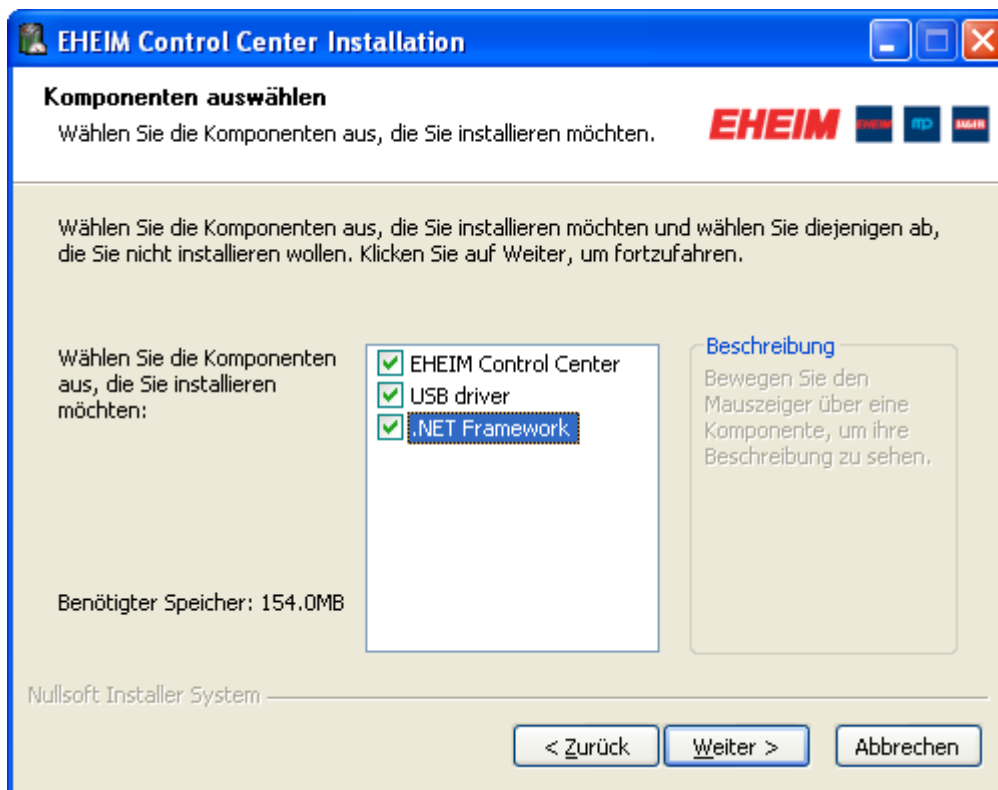 EHEIM Control Center Installation
Komponenten auswählen
Wählen Sie die Komponenten aus, die Sie installieren möchten.
EHEIM EHEIM mp JÄGER
Wählen Sie die Komponenten aus, die Sie installieren möchten und wählen Sie diejenigen ab,
die Sie nicht installieren wollen. Klicken Sie auf Weiter, um fortzufahren.
Wählen Sie die Komponenten
aus, die Sie installieren
möchten:
EHEIM Control Center
USB driver
.NET Framework
Beschreibung
Bewegen Sie den
Mauszeiger über eine
Komponente, um ihre
Beschreibung zu sehen.
Benötigter Speicher: 154.0MB
Nullsoft Installer System
< Zurück
Weiter >
Abbrechen